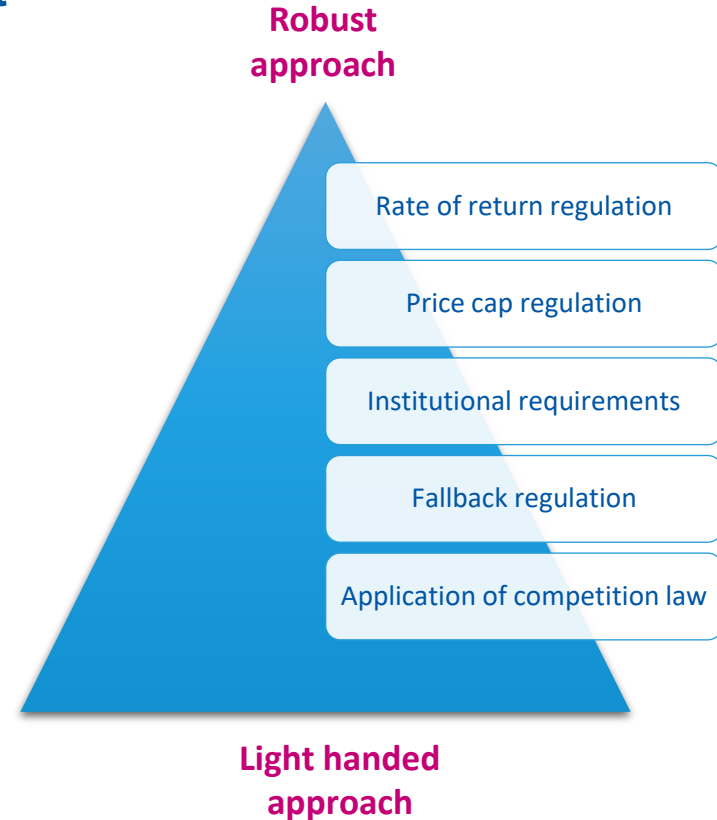 Robust
approach
Rate of return regulation
Price cap regulation
Institutional requirements
Fallback regulation
Application of competition law
Light handed
approach